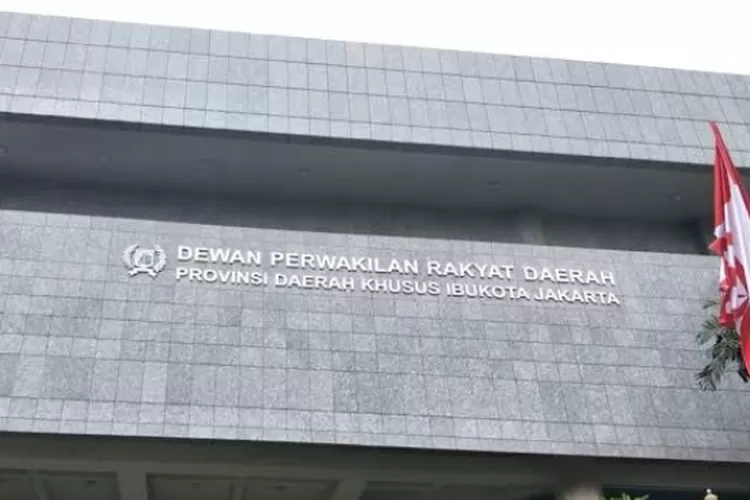 DEWAN PERWAKILAN RAKYAT DAERAH
PROVINSI DAERAH KHUSUS IBUKOTA JAKARTA